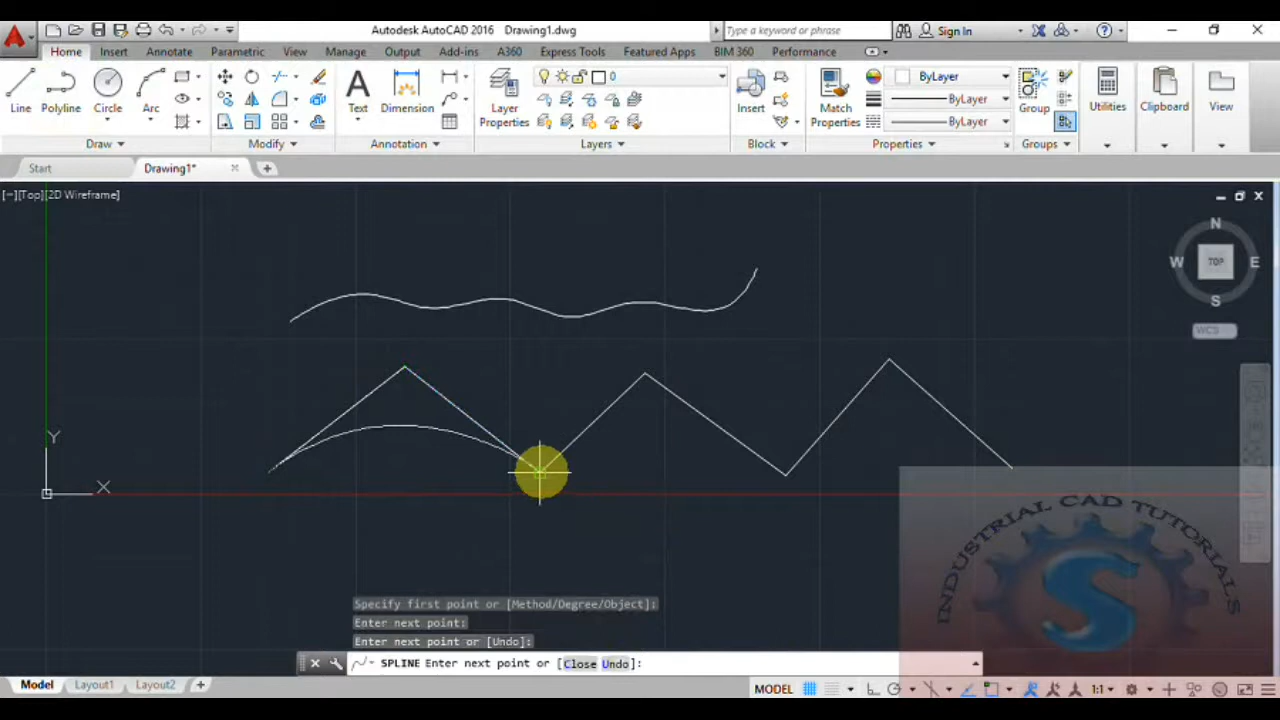 Autodesk AutoCAD 2016 Drawing1.dwg
Type a keyword or phrase
Sign In
Home Insert Annotate Parametric View Manage Output Add-ins A360 Express Tools Featured Apps BIM 360 Performance
Line
Polyline
Circle
Arc
Text
Dimension
Layer
Properties
0
Insert
Match
Properties
ByLayer
ByLayer
ByLayer
Group
Utilities
Clipboard
View
Draw
Modify
Annotation
Layers
Block
Properties
Groups
Start
Drawing1*
[−][Top][2D Wireframe]
N
W
TOP
E
S
WCS
Y
X
INDUSTRIAL CAD TUTORIALS
S
Specify first point or [Method/Degree/Object]:
Enter next point:
Enter next point or [Undo]:
SPLINE Enter next point or [Close Undo]:
Model
Layout1
Layout2
MODEL
1:1